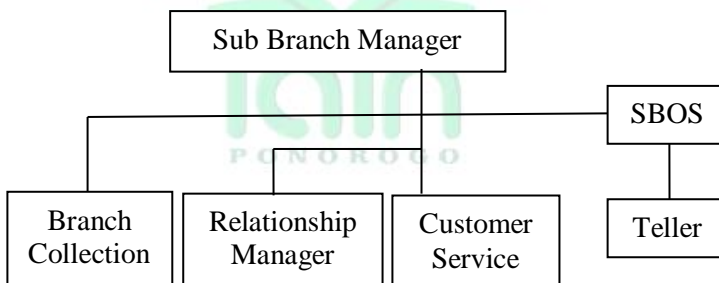 Sub Branch Manager
SBOS
PONOROGO
Branch
Collection
Relationship
Manager
Customer
Service
Teller